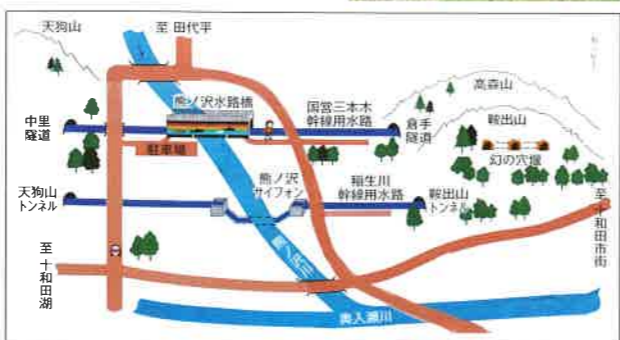 天狗山
至 田代平
高森山
熊ノ沢水路橋
国営三本木
幹線用水路
倉手
隧道
鞍出山
中里
隧道
駐車場
幻の穴堰
天狗山
トンネル
熊ノ沢
サイフォン
稲生川
幹線用水路
鞍出山
トンネル
至 十和田市街
至 十和田湖
熊ノ沢川
奥入瀬川